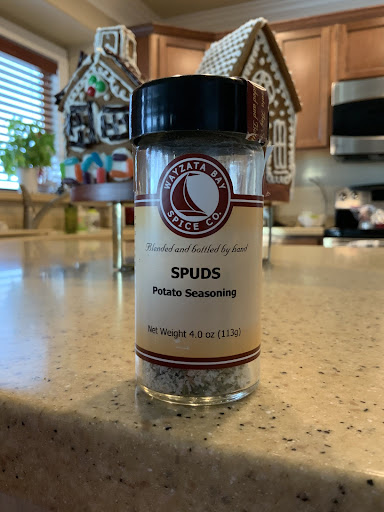 WAYZATA BAY
SPICE CO.
Blended and bottled by hand
SPUDS
Potato Seasoning
Net Weight 4.0 oz (113g)